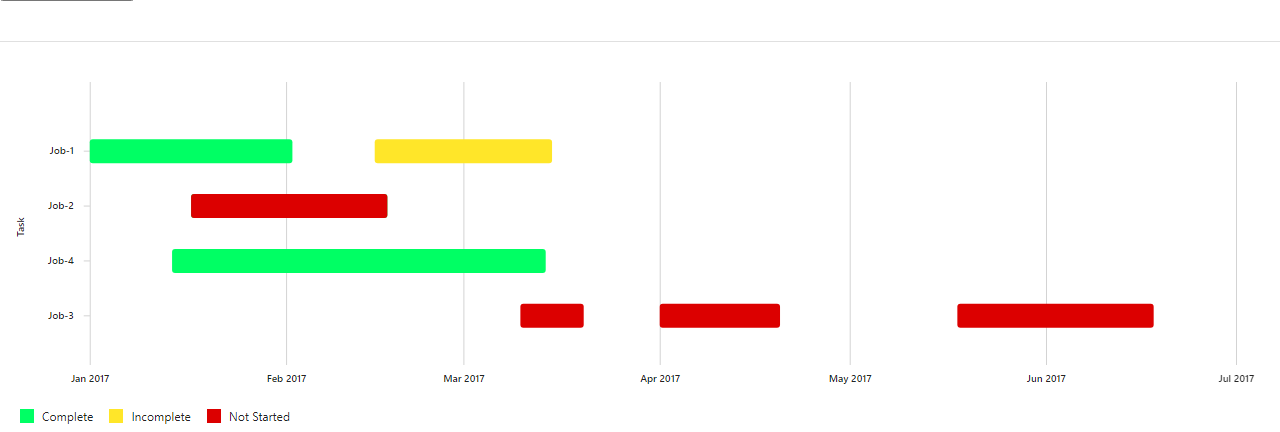 Job-1
Job-2
Task
Job-4
Job-3
Jan 2017 Feb 2017 Mar 2017 Apr 2017 May 2017 Jun 2017 Jul 2017
Complete Incomplete Not Started